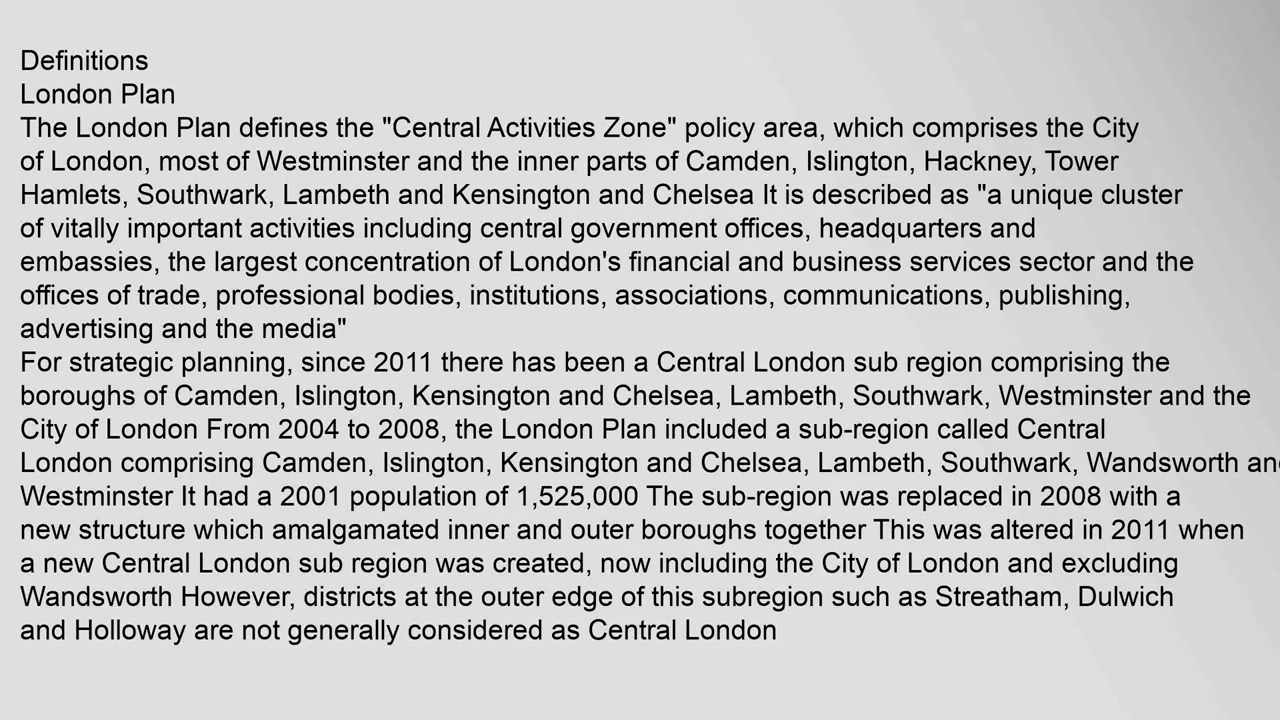 Definitions
London Plan
The London Plan defines the "Central Activities Zone" policy area, which comprises the City
of London, most of Westminster and the inner parts of Camden, Islington, Hackney, Tower
Hamlets, Southwark, Lambeth and Kensington and Chelsea It is described as "a unique cluster
of vitally important activities including central government offices, headquarters and
embassies, the largest concentration of London's financial and business services sector and the
offices of trade, professional bodies, institutions, associations, communications, publishing,
advertising and the media"
For strategic planning, since 2011 there has been a Central London sub region comprising the
boroughs of Camden, Islington, Kensington and Chelsea, Lambeth, Southwark, Westminster and the
City of London From 2004 to 2008, the London Plan included a sub-region called Central
London comprising Camden, Islington, Kensington and Chelsea, Lambeth, Southwark, Wandsworth and
Westminster It had a 2001 population of 1,525,000 The sub-region was replaced in 2008 with a
new structure which amalgamated inner and outer boroughs together This was altered in 2011 when
a new Central London sub region was created, now including the City of London and excluding
Wandsworth However, districts at the outer edge of this subregion such as Streatham, Dulwich
and Holloway are not generally considered as Central London